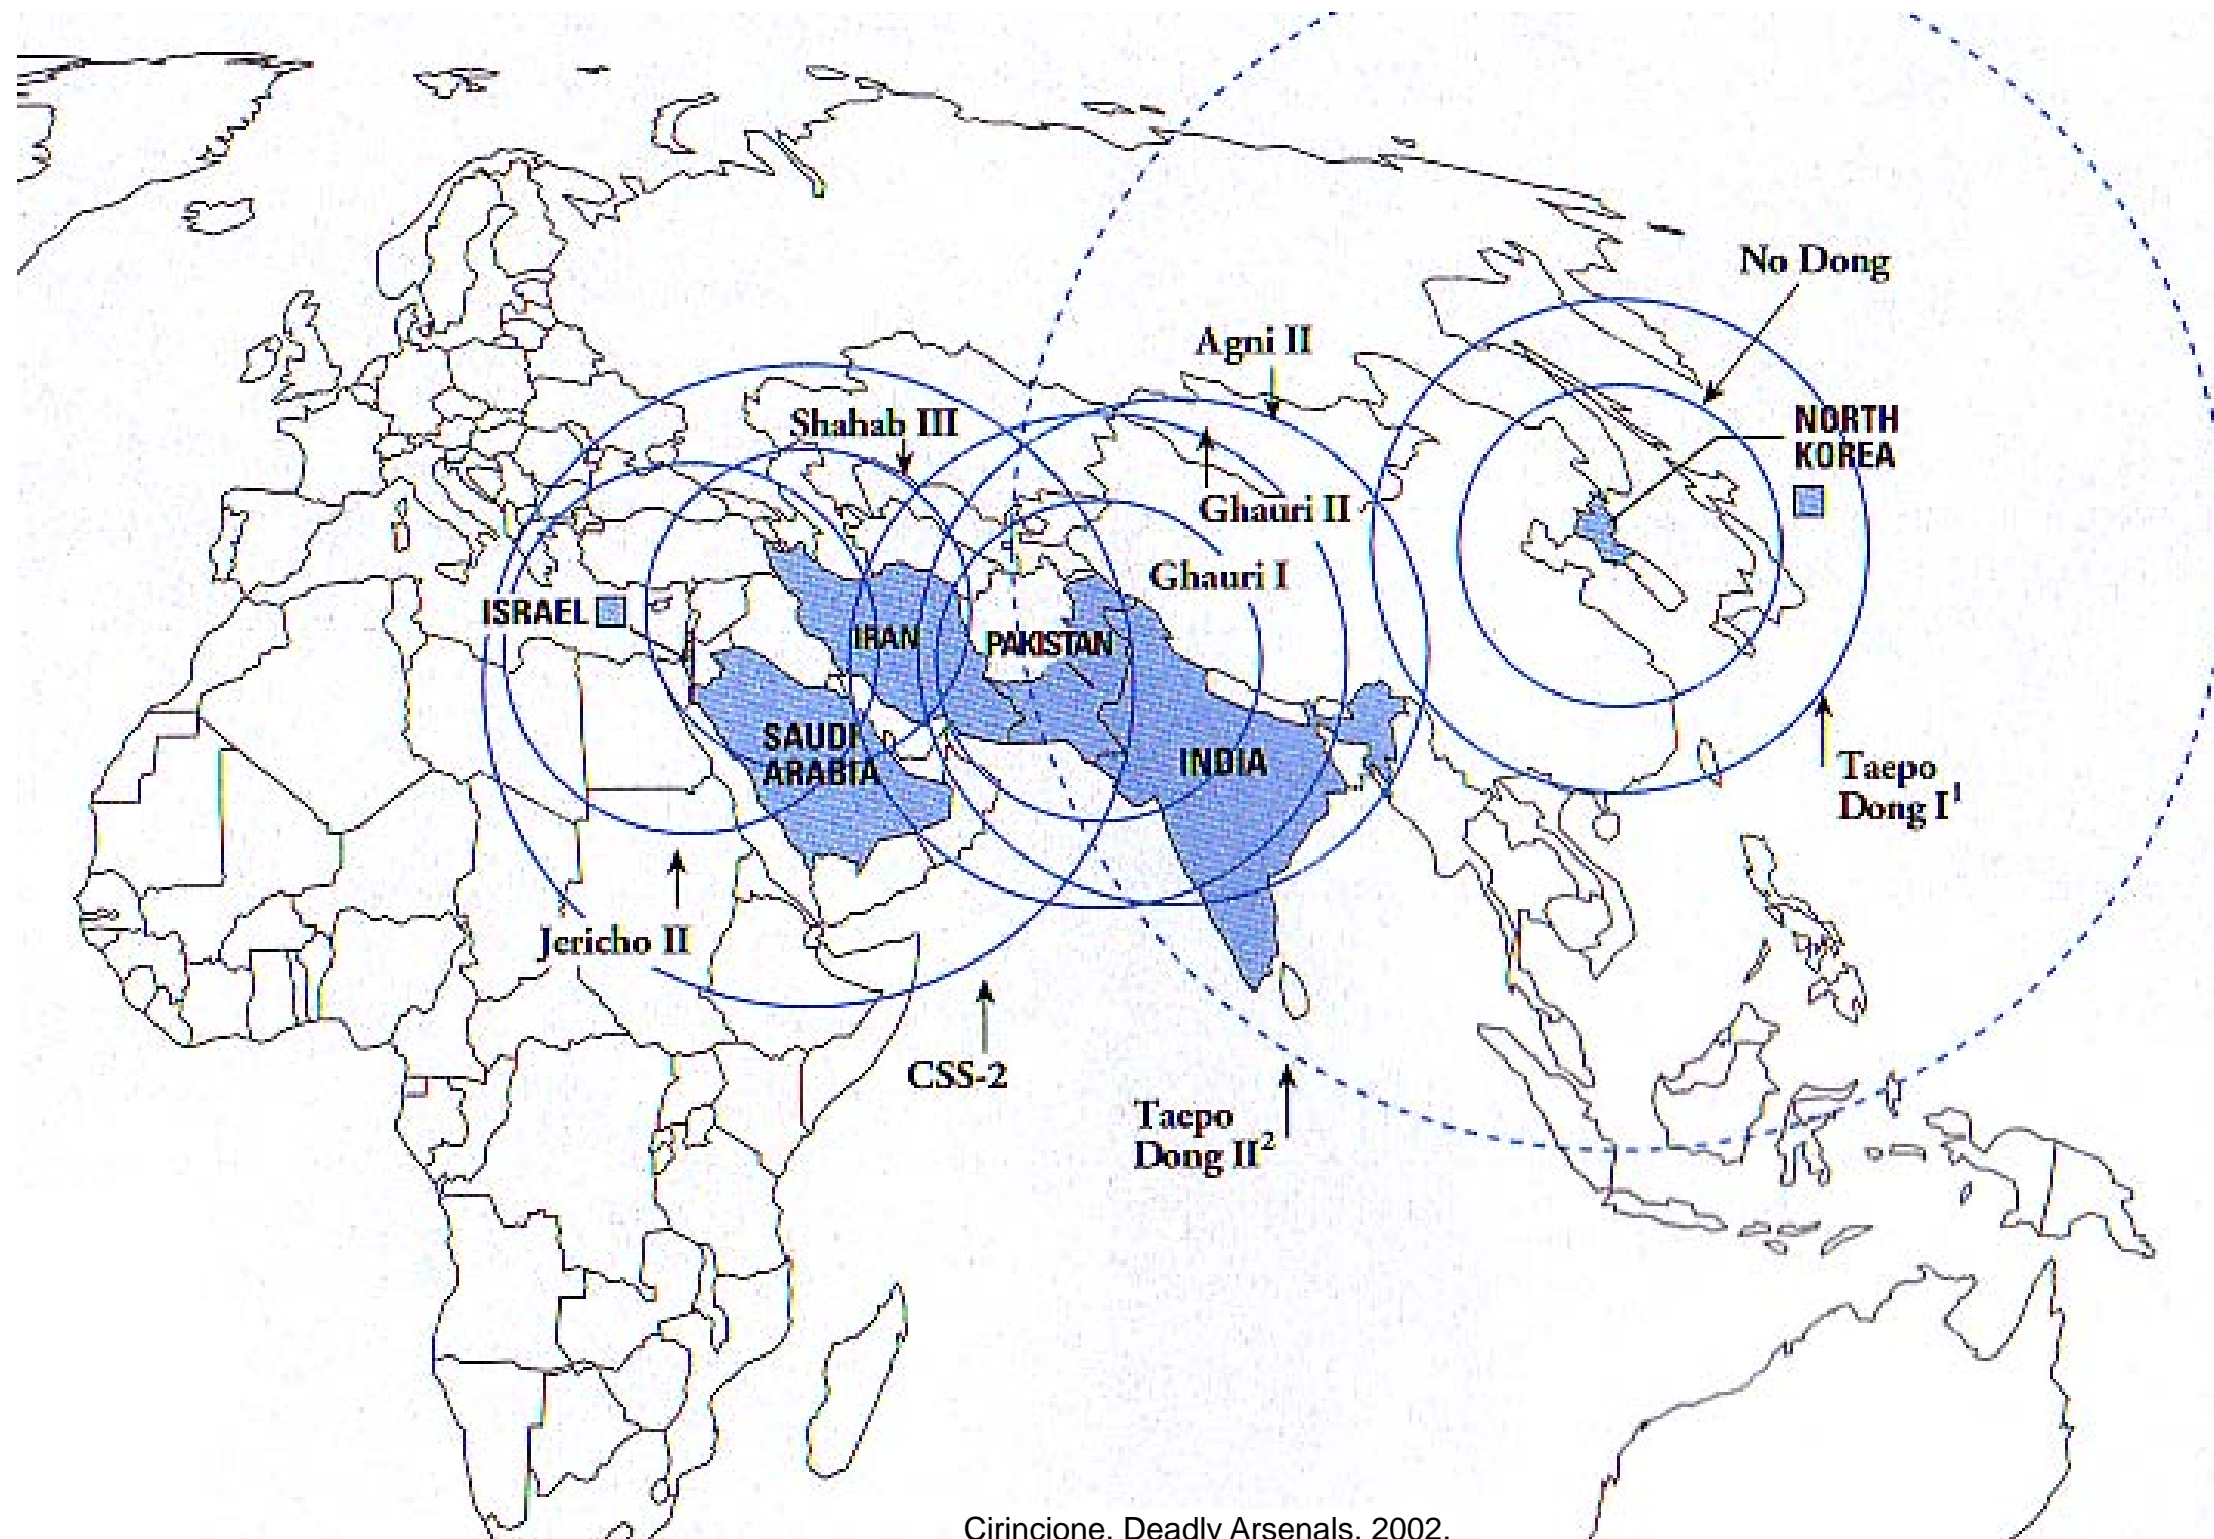 No Dong
Agni II
NORTH
KOREA
Shahab III
Ghauri II
Ghauri I
ISRAEL
IRAN
PAKISTAN
SAUDI
ARABIA
INDIA
Taepo
Dong I¹
Jericho II
CSS-2
Taepo
Dong II²
Cirincione, Deadly Arsenals, 2002.